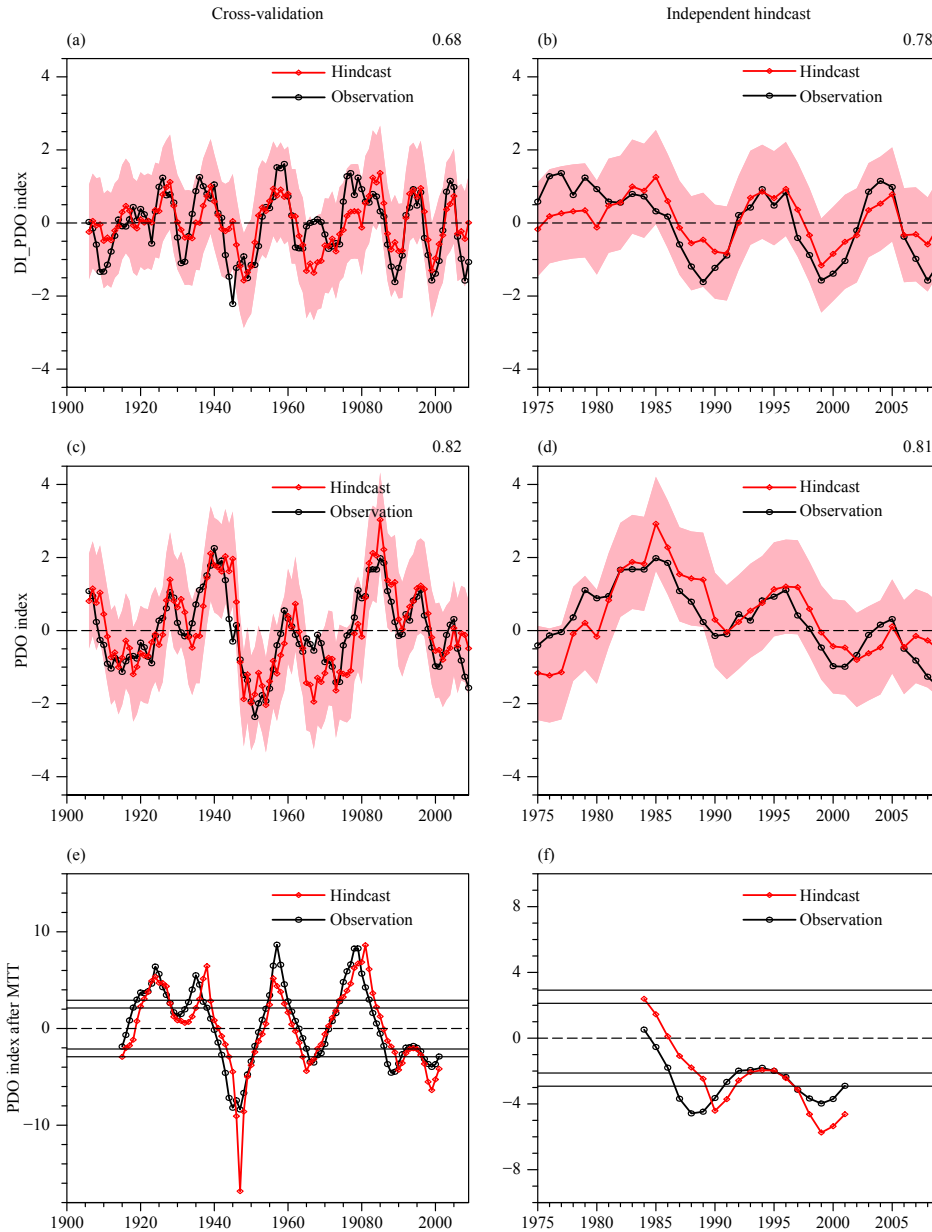 Cross-validation
Independent hindcast
(a) 0.68
(b) 0.78
Hindcast
Observation
Hindcast
Observation
DI_PDO index
4
2
0
−2
−4
4
2
0
−2
−4
1900 1920 1940 1960 19080 2000
1975 1980 1985 1990 1995 2000 2005
(c) 0.82
(d) 0.81
Hindcast
Observation
Hindcast
Observation
PDO index
4
2
0
−2
−4
4
2
0
−2
−4
1900 1920 1940 1960 19080 2000
1975 1980 1985 1990 1995 2000 2005
(e)
(f)
Hindcast
Observation
Hindcast
Observation
PDO index after MTT
10
0
−10
8
4
0
−4
−8
1900 1920 1940 1960 19080 2000
1975 1980 1985 1990 1995 2000 2005